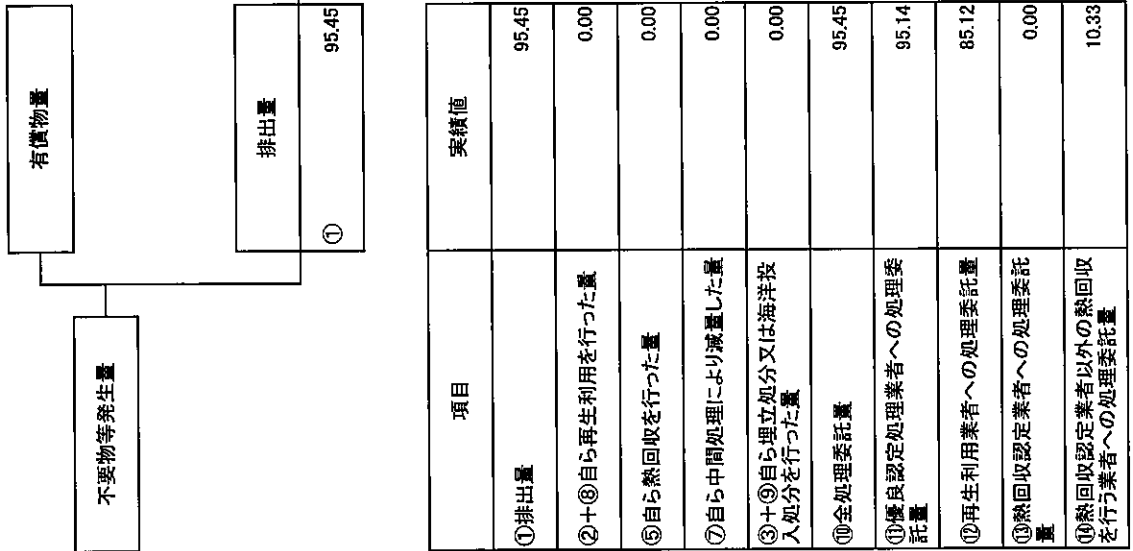 不要物等発生量
有償物量
排出量
① 95.45
項目 実績値
①排出量 95.45
②+⑧自ら再生利用を行った量 0.00
⑤自ら熱回収を行った量 0.00
⑦自ら中間処理により減量した量 0.00
③+⑨自ら埋立処分又は海洋投
入処分を行った量 0.00
⑩全処理委託量 95.45
⑪優良認定処理業者への処理委
託量 95.14
⑫再生利用業者への処理委託量 85.12
⑬熱回収認定業者への処理委託
量 0.00
⑭熱回収認定業者以外の熱回収
を行う業者への処理委託量 10.33